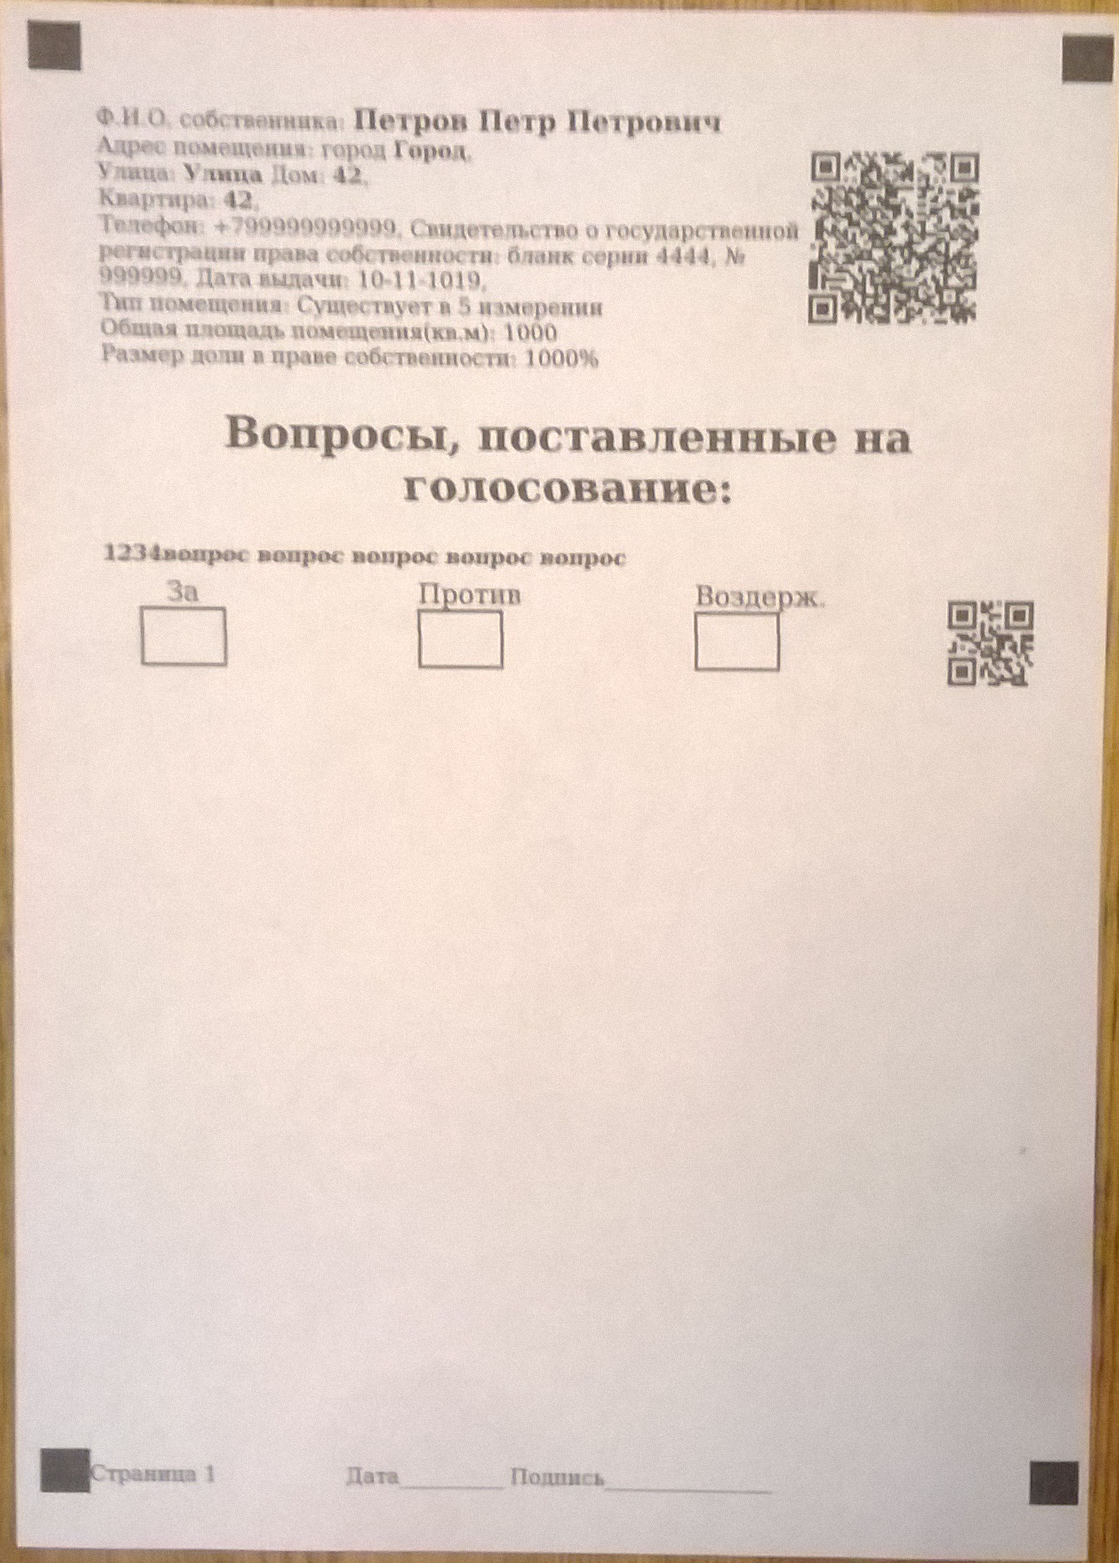 Ф.И.О. собственника: Петров Петр Петрович
Адрес помещения: город Город,
Улица: Улица Дом: 42,
Квартира: 42,
Телефон: +799999999999, Свидетельство о государственной
регистрации права собственности: бланк серии 4444, №
999999, Дата выдачи: 10-11-1019,
Тип помещения: Существует в 5 измерении
Общая площадь помещения(кв.м): 1000
Размер доли в праве собственности: 1000%
Вопросы, поставленные на
голосование:
1234вопрос вопрос вопрос вопрос вопрос
За Против Воздерж.
Страница 1 Дата_________ Подпись_______________